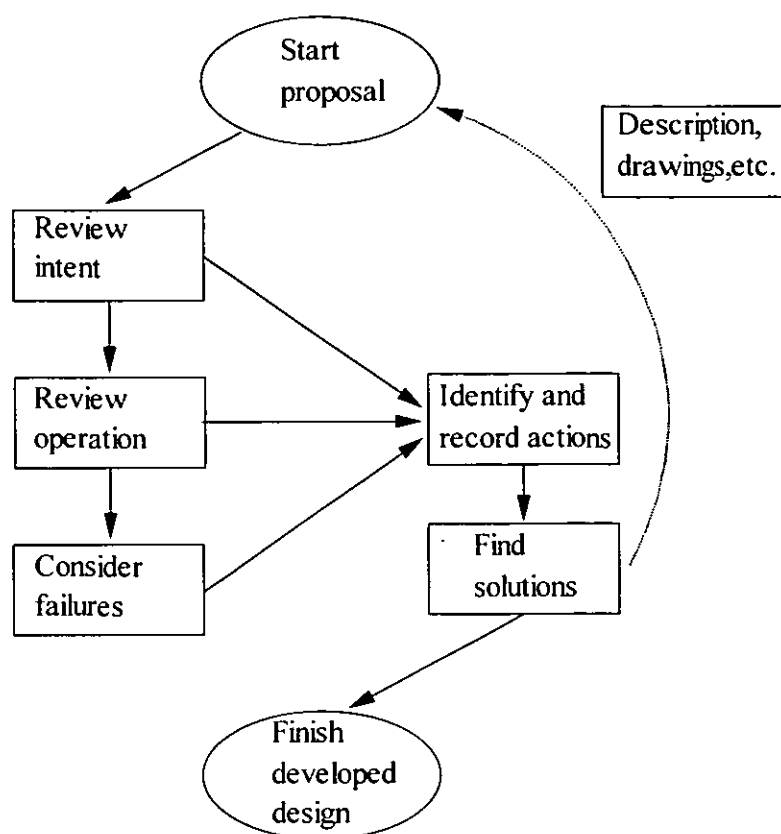 Start
proposal
Description,
drawings,etc.
Review
intent
Review
operation
Identify and
record actions
Consider
failures
Find
solutions
Finish
developed
design